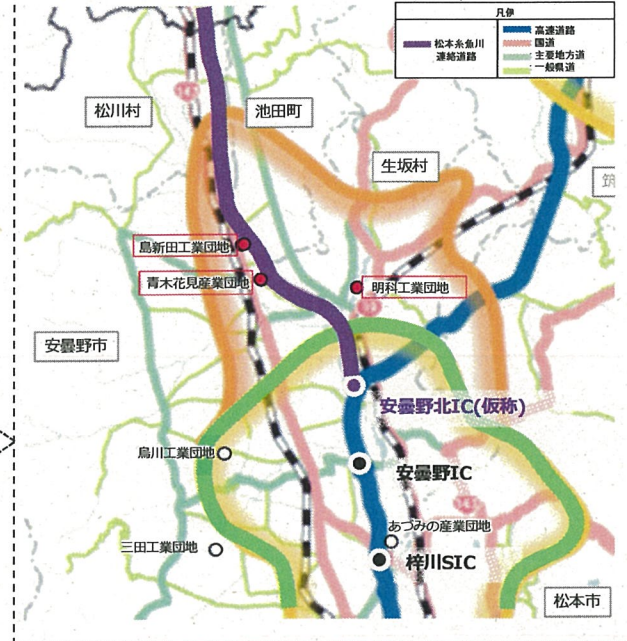 凡例
松本糸魚川
連絡道路
高速道路
国道
主要地方道
一般県道
松川村
池田町
生坂村
筑
島新田工業団地
青木花見産業団地
明科工業団地
安曇野市
安曇野北IC(仮称)
烏川工業団地
安曇野IC
あづみの産業団地
三田工業団地
梓川SIC
松本市